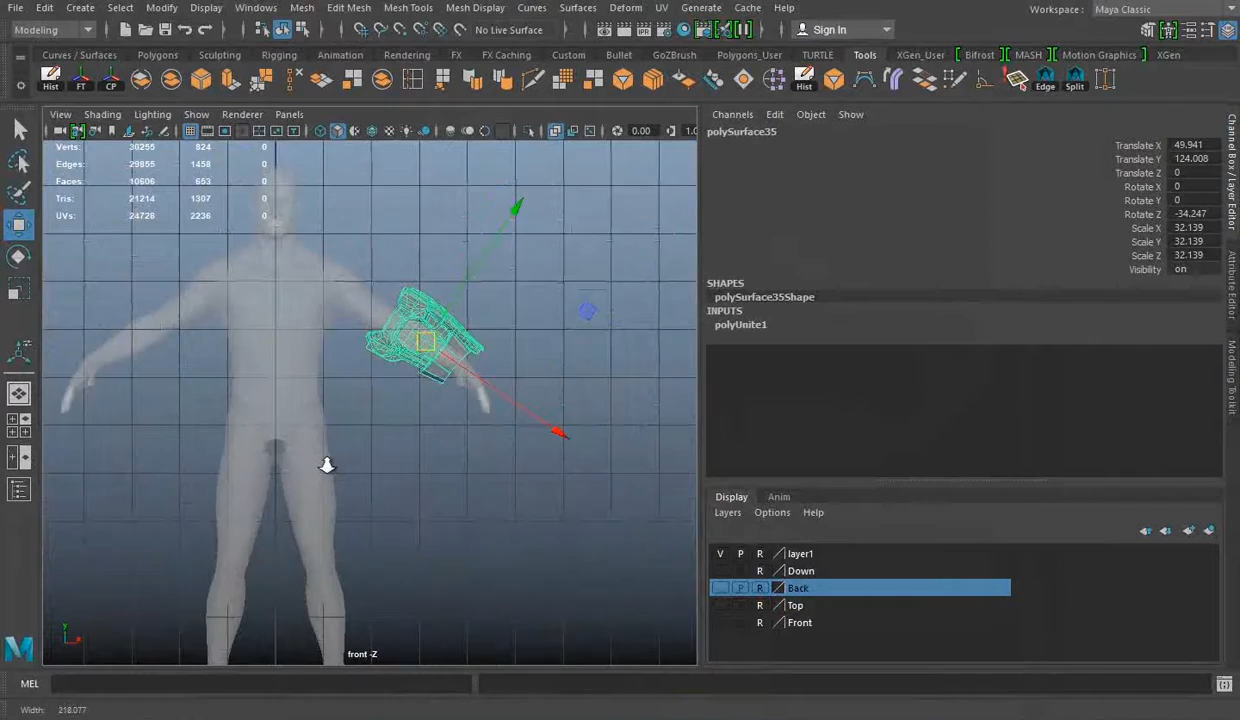 File Edit Create Select Modify Display Windows Mesh Edit Mesh Mesh Tools Mesh Display Curves Surfaces Deform UV Generate Cache Help Workspace : Maya Classic
Modeling No Live Surface Sign In
Curves / Surfaces Polygons Sculpting Rigging Animation Rendering FX FX Caching Custom Bullet GoZBrush Polygons_User TURTLE Tools XGen_User Bifrost MASH Motion Graphics XGen
Hist FT CP Hist Edge Split
View Shading Lighting Show Renderer Panels
0.00 1.0
Verts: 30255 824 0
Edges: 29855 1458 0
Faces: 10606 653 0
Tris: 21214 1307 0
UVs: 24728 2236 0
front -Z
Channels Edit Object Show
polySurface35
Translate X 49.941
Translate Y 124.008
Translate Z 0
Rotate X 0
Rotate Y 0
Rotate Z -34.247
Scale X 32.139
Scale Y 32.139
Scale Z 32.139
Visibility on
SHAPES
polySurface35Shape
INPUTS
polyUnite1
Display Anim
Layers Options Help
V P R layer1
R Down
P R Back
R Top
R Front
Channel Box / Layer Editor
Attribute Editor
Modeling Toolkit
MEL
Width: 218.077